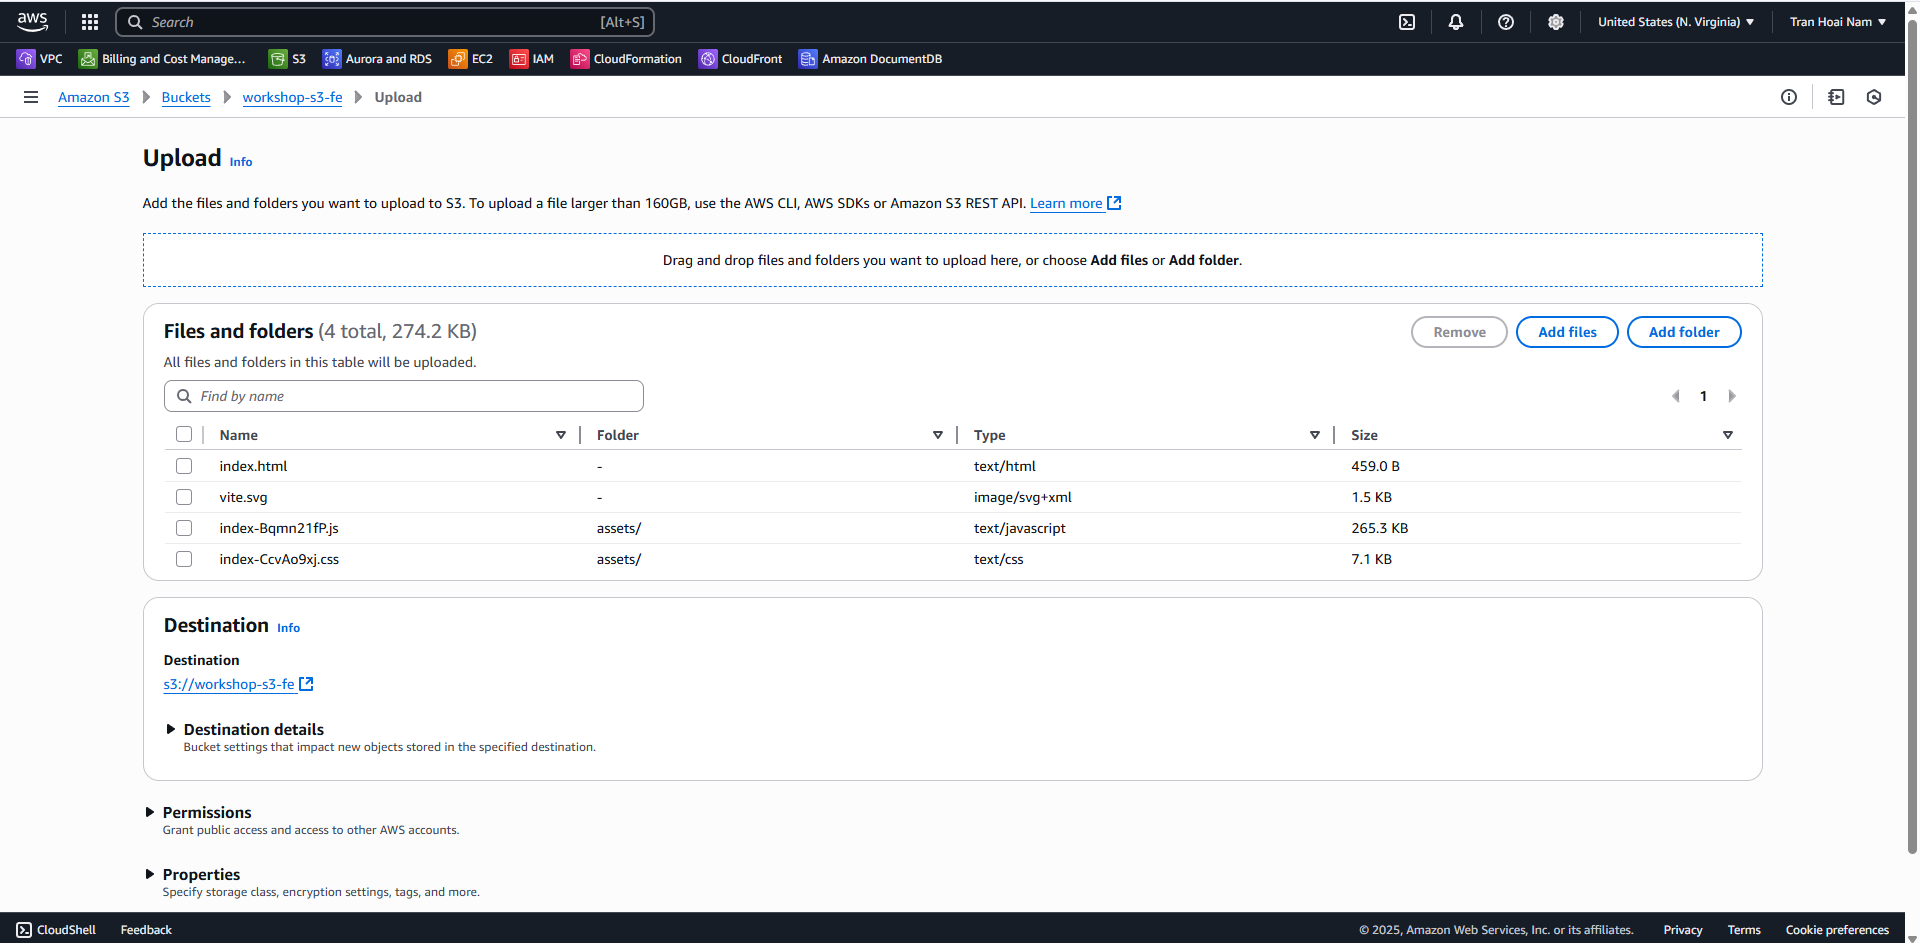 aws Search [Alt+S] United States (N. Virginia) Tran Hoai Nam
VPC Billing and Cost Manage... S3 Aurora and RDS EC2 IAM CloudFormation CloudFront Amazon DocumentDB
Amazon S3 Buckets workshop-s3-fe Upload
Upload Info
Add the files and folders you want to upload to S3. To upload a file larger than 160GB, use the AWS CLI, AWS SDKs or Amazon S3 REST API. Learn more
Drag and drop files and folders you want to upload here, or choose Add files or Add folder.
Files and folders (4 total, 274.2 KB) Remove Add files Add folder
All files and folders in this table will be uploaded.
Find by name 1
Name Folder Type Size
index.html - text/html 459.0 B
vite.svg - image/svg+xml 1.5 KB
index-Bqmn21fP.js assets/ text/javascript 265.3 KB
index-CcvAo9xj.css assets/ text/css 7.1 KB
Destination Info
Destination
s3://workshop-s3-fe
Destination details
Bucket settings that impact new objects stored in the specified destination.
Permissions
Grant public access and access to other AWS accounts.
Properties
Specify storage class, encryption settings, tags, and more.
CloudShell Feedback © 2025, Amazon Web Services, Inc. or its affiliates. Privacy Terms Cookie preferences